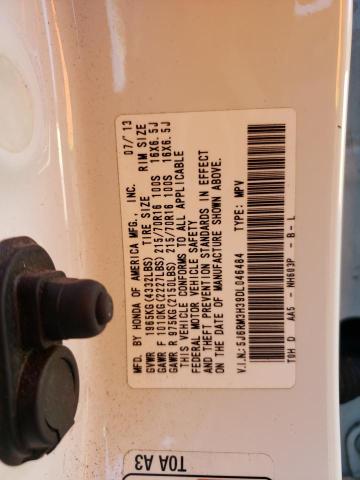 MFD. BY HONDA OF AMERICA MFG., INC. 07/'13
GVWR 1965KG(4332LBS) TIRE SIZE RIM SIZE
GAWR F 1010KG(2227LBS) 215/70R16 100S 16X6.5J
GAWR R 975KG(2150LBS) 215/70R16 100S 16X6.5J
THIS VEHICLE CONFORMS TO ALL APPLICABLE
FEDERAL MOTOR VEHICLE SAFETY
AND THEFT PREVENTION STANDARDS IN EFFECT
ON THE DATE OF MANUFACTURE SHOWN ABOVE.
V.I.N:5J6RM3H39DL046484 TYPE: MPV
T0H D AA5 - NH603P - B - L
T0A A3